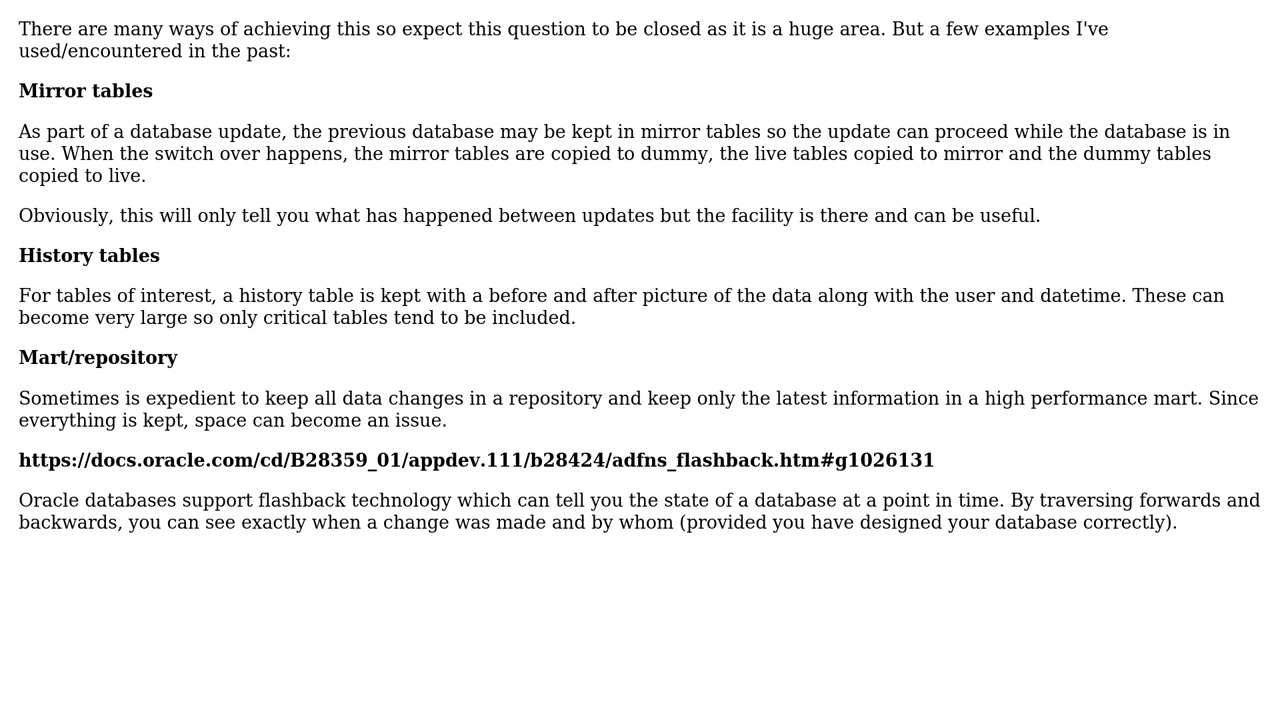 There are many ways of achieving this so expect this question to be closed as it is a huge area. But a few examples I've
used/encountered in the past:
Mirror tables
As part of a database update, the previous database may be kept in mirror tables so the update can proceed while the database is in
use. When the switch over happens, the mirror tables are copied to dummy, the live tables copied to mirror and the dummy tables
copied to live.
Obviously, this will only tell you what has happened between updates but the facility is there and can be useful.
History tables
For tables of interest, a history table is kept with a before and after picture of the data along with the user and datetime. These can
become very large so only critical tables tend to be included.
Mart/repository
Sometimes is expedient to keep all data changes in a repository and keep only the latest information in a high performance mart. Since
everything is kept, space can become an issue.
https://docs.oracle.com/cd/B28359_01/appdev.111/b28424/adfns_flashback.htm#g1026131
Oracle databases support flashback technology which can tell you the state of a database at a point in time. By traversing forwards and
backwards, you can see exactly when a change was made and by whom (provided you have designed your database correctly).